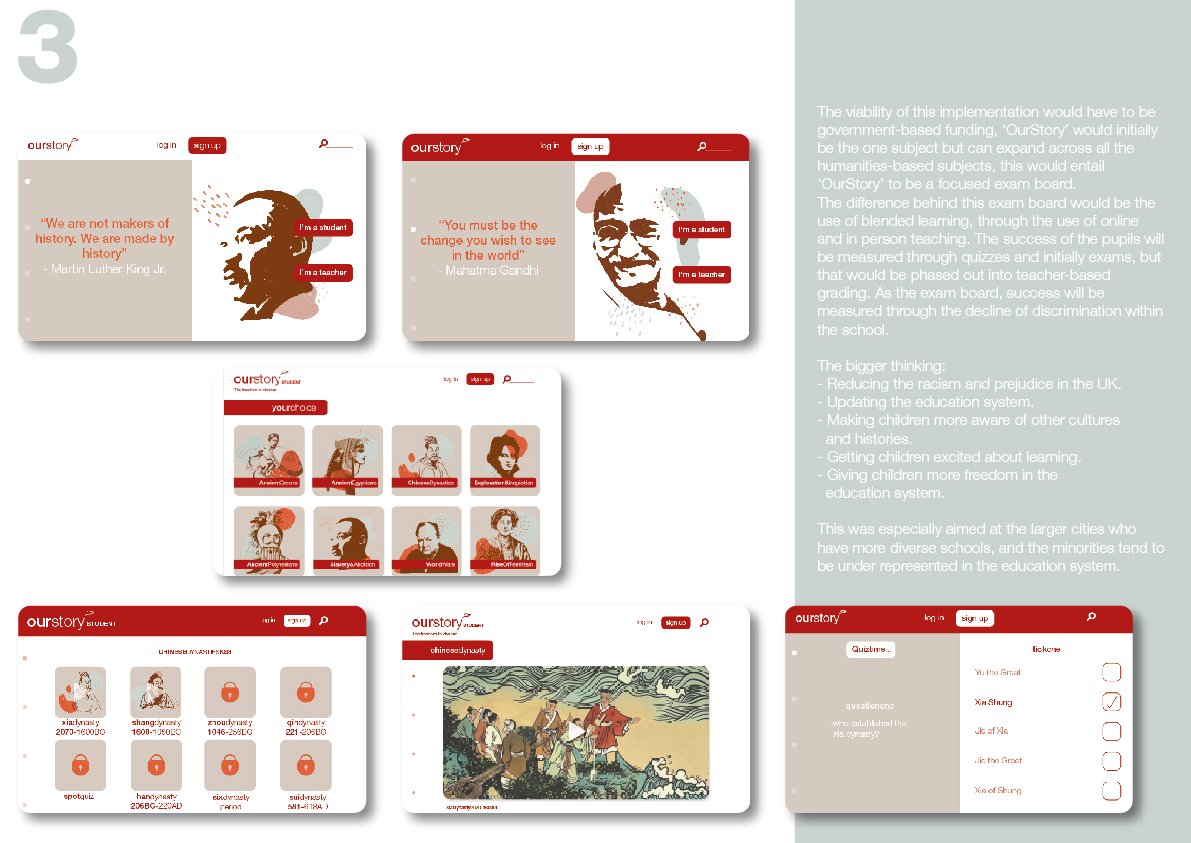 3
ourstory
log in
sign up
“We are not makers of
history. We are made by
history”
- Martin Luther King Jr.
I'm a student
I'm a teacher
ourstory
log in
sign up
“You must be the
change you wish to see
in the world”
- Mahatma Gandhi
I'm a student
I'm a teacher
ourstory STUDENT
The freedom to choose
log in
sign up
yourchoice
AncientGreeks
AncientEgyptians
ChineseDynasties
Exploration&Inquisition
AncientPolynesians
Slavery&Abolition
WorldWars
RiseOfFeminism
The viability of this implementation would have to be
government-based funding, ‘OurStory’ would initially
be the one subject but can expand across all the
humanities-based subjects, this would entail
‘OurStory’ to be a focused exam board.
The difference behind this exam board would be the
use of blended learning, through the use of online
and in person teaching. The success of the pupils will
be measured through quizzes and initially exams, but
that would be phased out into teacher-based
grading. As the exam board, success will be
measured through the decline of discrimination within
the school.
The bigger thinking:
- Reducing the racism and prejudice in the UK.
- Updating the education system.
- Making children more aware of other cultures
and histories.
- Getting children excited about learning.
- Giving children more freedom in the
education system.
This was especially aimed at the larger cities who
have more diverse schools, and the minorities tend to
be under represented in the education system.
ourstory STUDENT
log in
sign up
xiadynasty
2070-1600BC
shangdynasty
1600-1050BC
zhoudynasty
1046-256BC
qindynasty
221-206BC
spotquiz
handynasty
206BC-220AD
sixdynasty
period
suidynasty
581-618AD
ourstory STUDENT
The freedom to choose
log in
sign up
chinesedynasty
ourstory
log in
sign up
Quiztime...
questionone
who established the
Xia dynasty?
tickone
Yu the Great
Xia Shung
Jie of Xia
Jie the Great
Xia of Shung